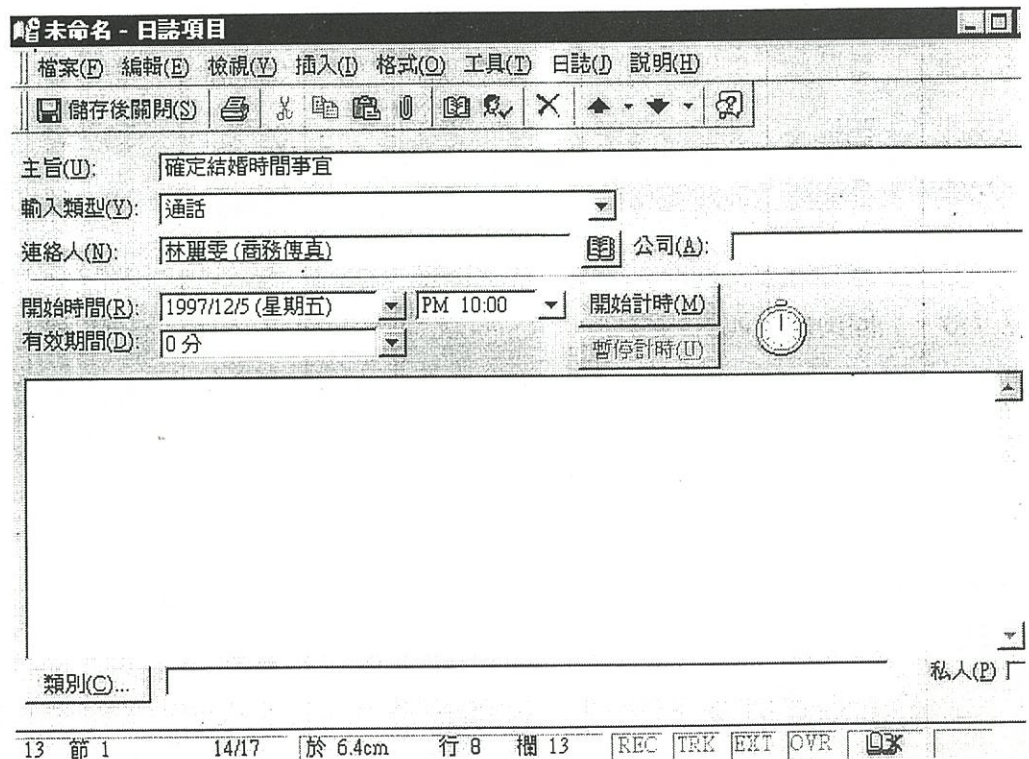 未命名 - 日誌項目
檔案(F) 編輯(E) 檢視(V) 插入(I) 格式(O) 工具(T) 日誌(J) 說明(H)
儲存後關閉(S)
主旨(U): 確定結婚時間事宜
輸入類型(Y): 通話
連絡人(N): 林麗雯 (商務傳真) 公司(A):
開始時間(R): 1997/12/5 (星期五) PM 10:00 開始計時(M)
有效期間(D): 0 分 暫停計時(U)
類別(C)... 私人(P)
13 節 1 14/17 於 6.4cm 行 8 欄 13 REC TRK EXT OVR